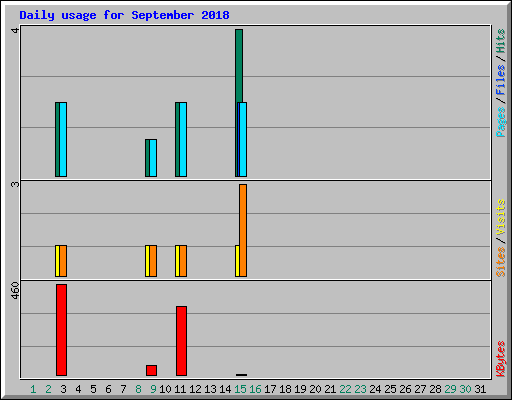 Daily usage for September 2018
4
3
460
Pages/Files/Hits
Sites/Visits
KBytes
1 2 3 4 5 6 7 8 9 10 11 12 13 14 15 16 17 18 19 20 21 22 23 24 25 26 27 28 29 30 31